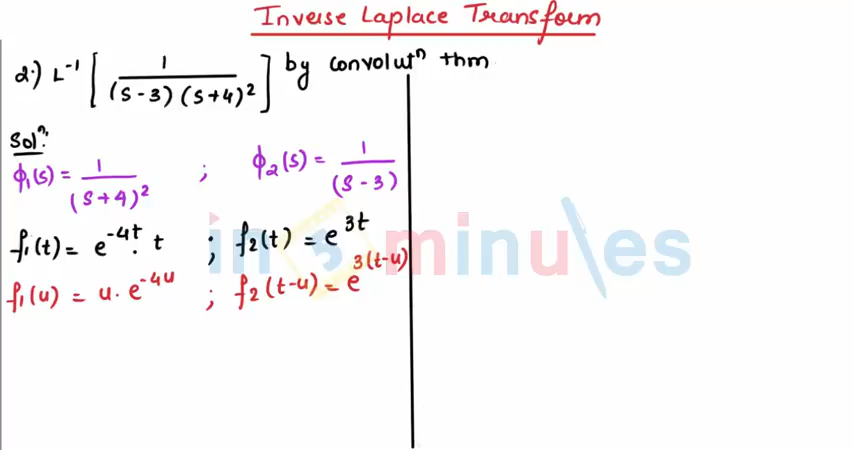 Inverse Laplace Transform
2.) L⁻¹ [ 1 / (S-3)(S+4)² ] by convolutⁿ thm
Solⁿ:
ϕ₁(s) = 1 / (S+4)² ; ϕ₂(s) = 1 / (S-3)
f₁(t) = e^{-4t} . t ; f₂(t) = e^{3t}
f₁(u) = u . e^{-4u} ; f₂(t-u) = e^{3(t-u)}
in 5 minutes